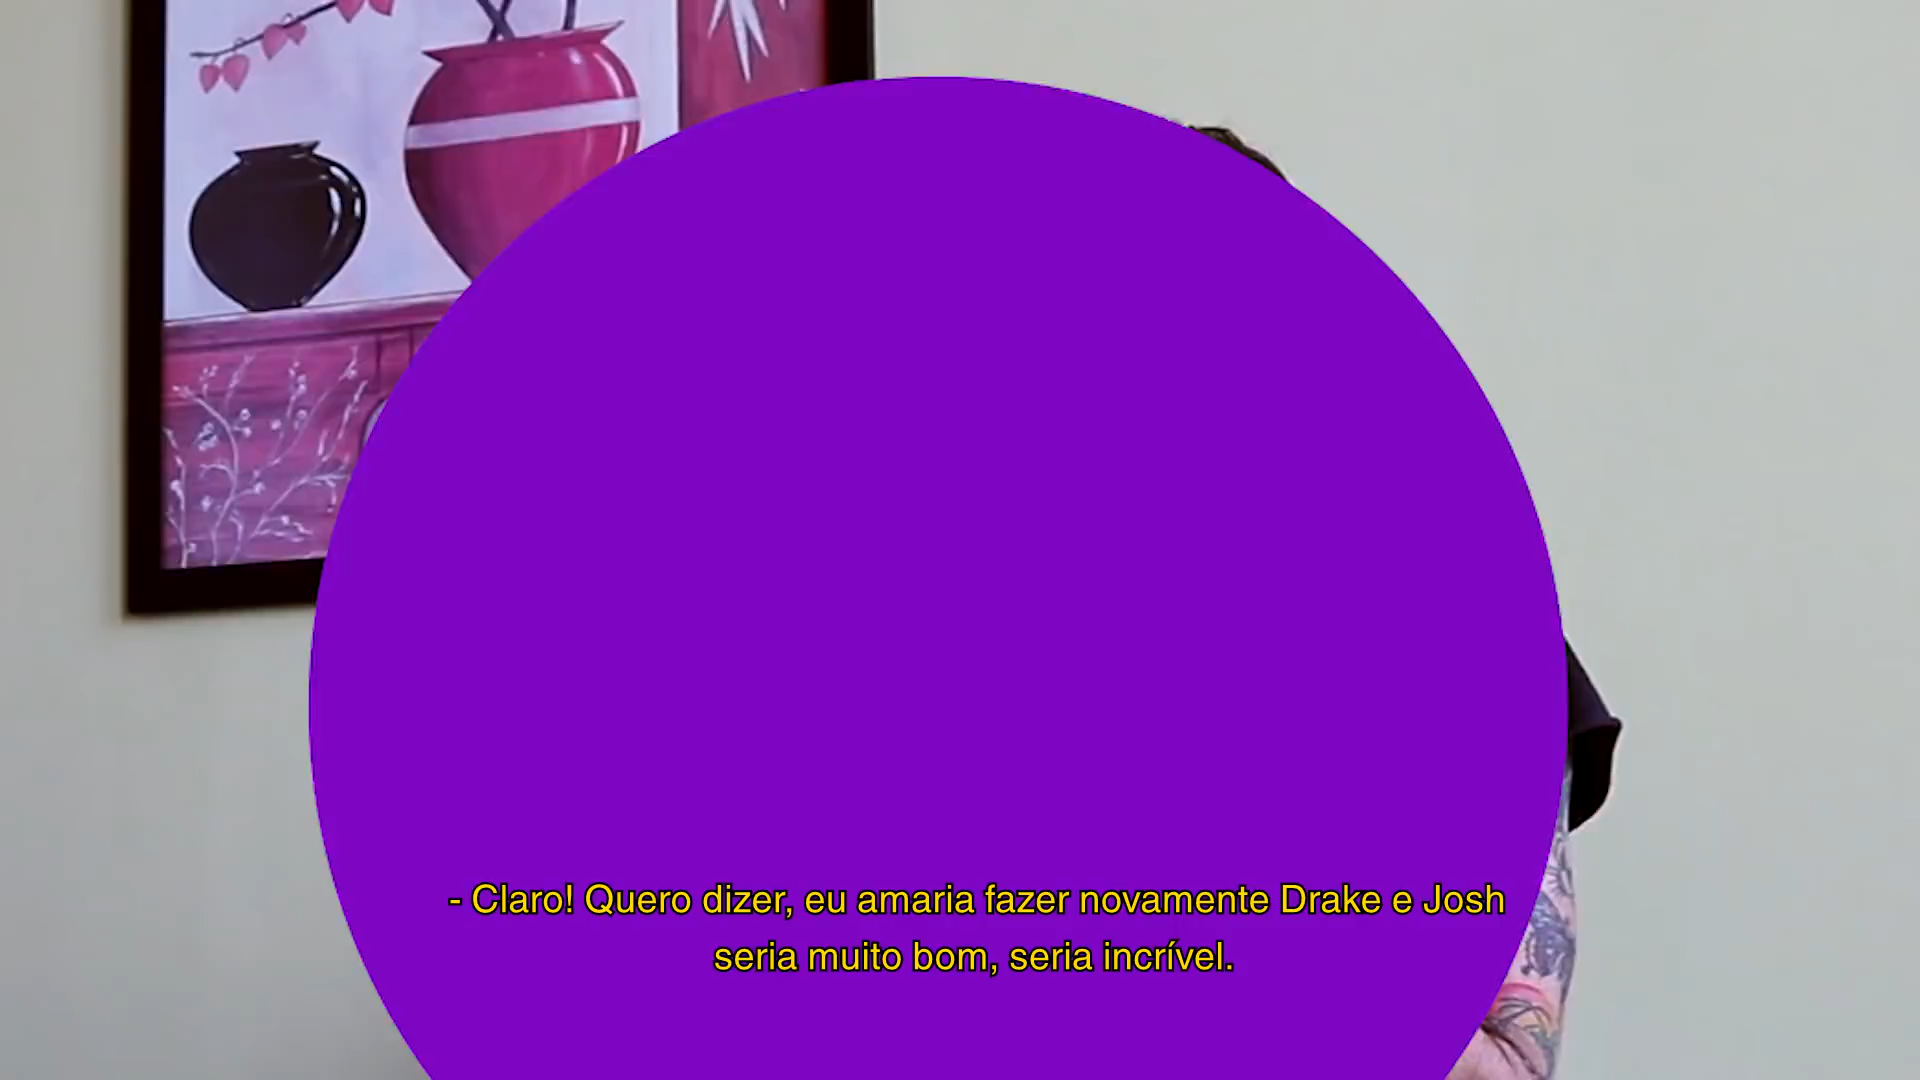 - Claro! Quero dizer, eu amaria fazer novamente Drake e Josh
seria muito bom, seria incrível.